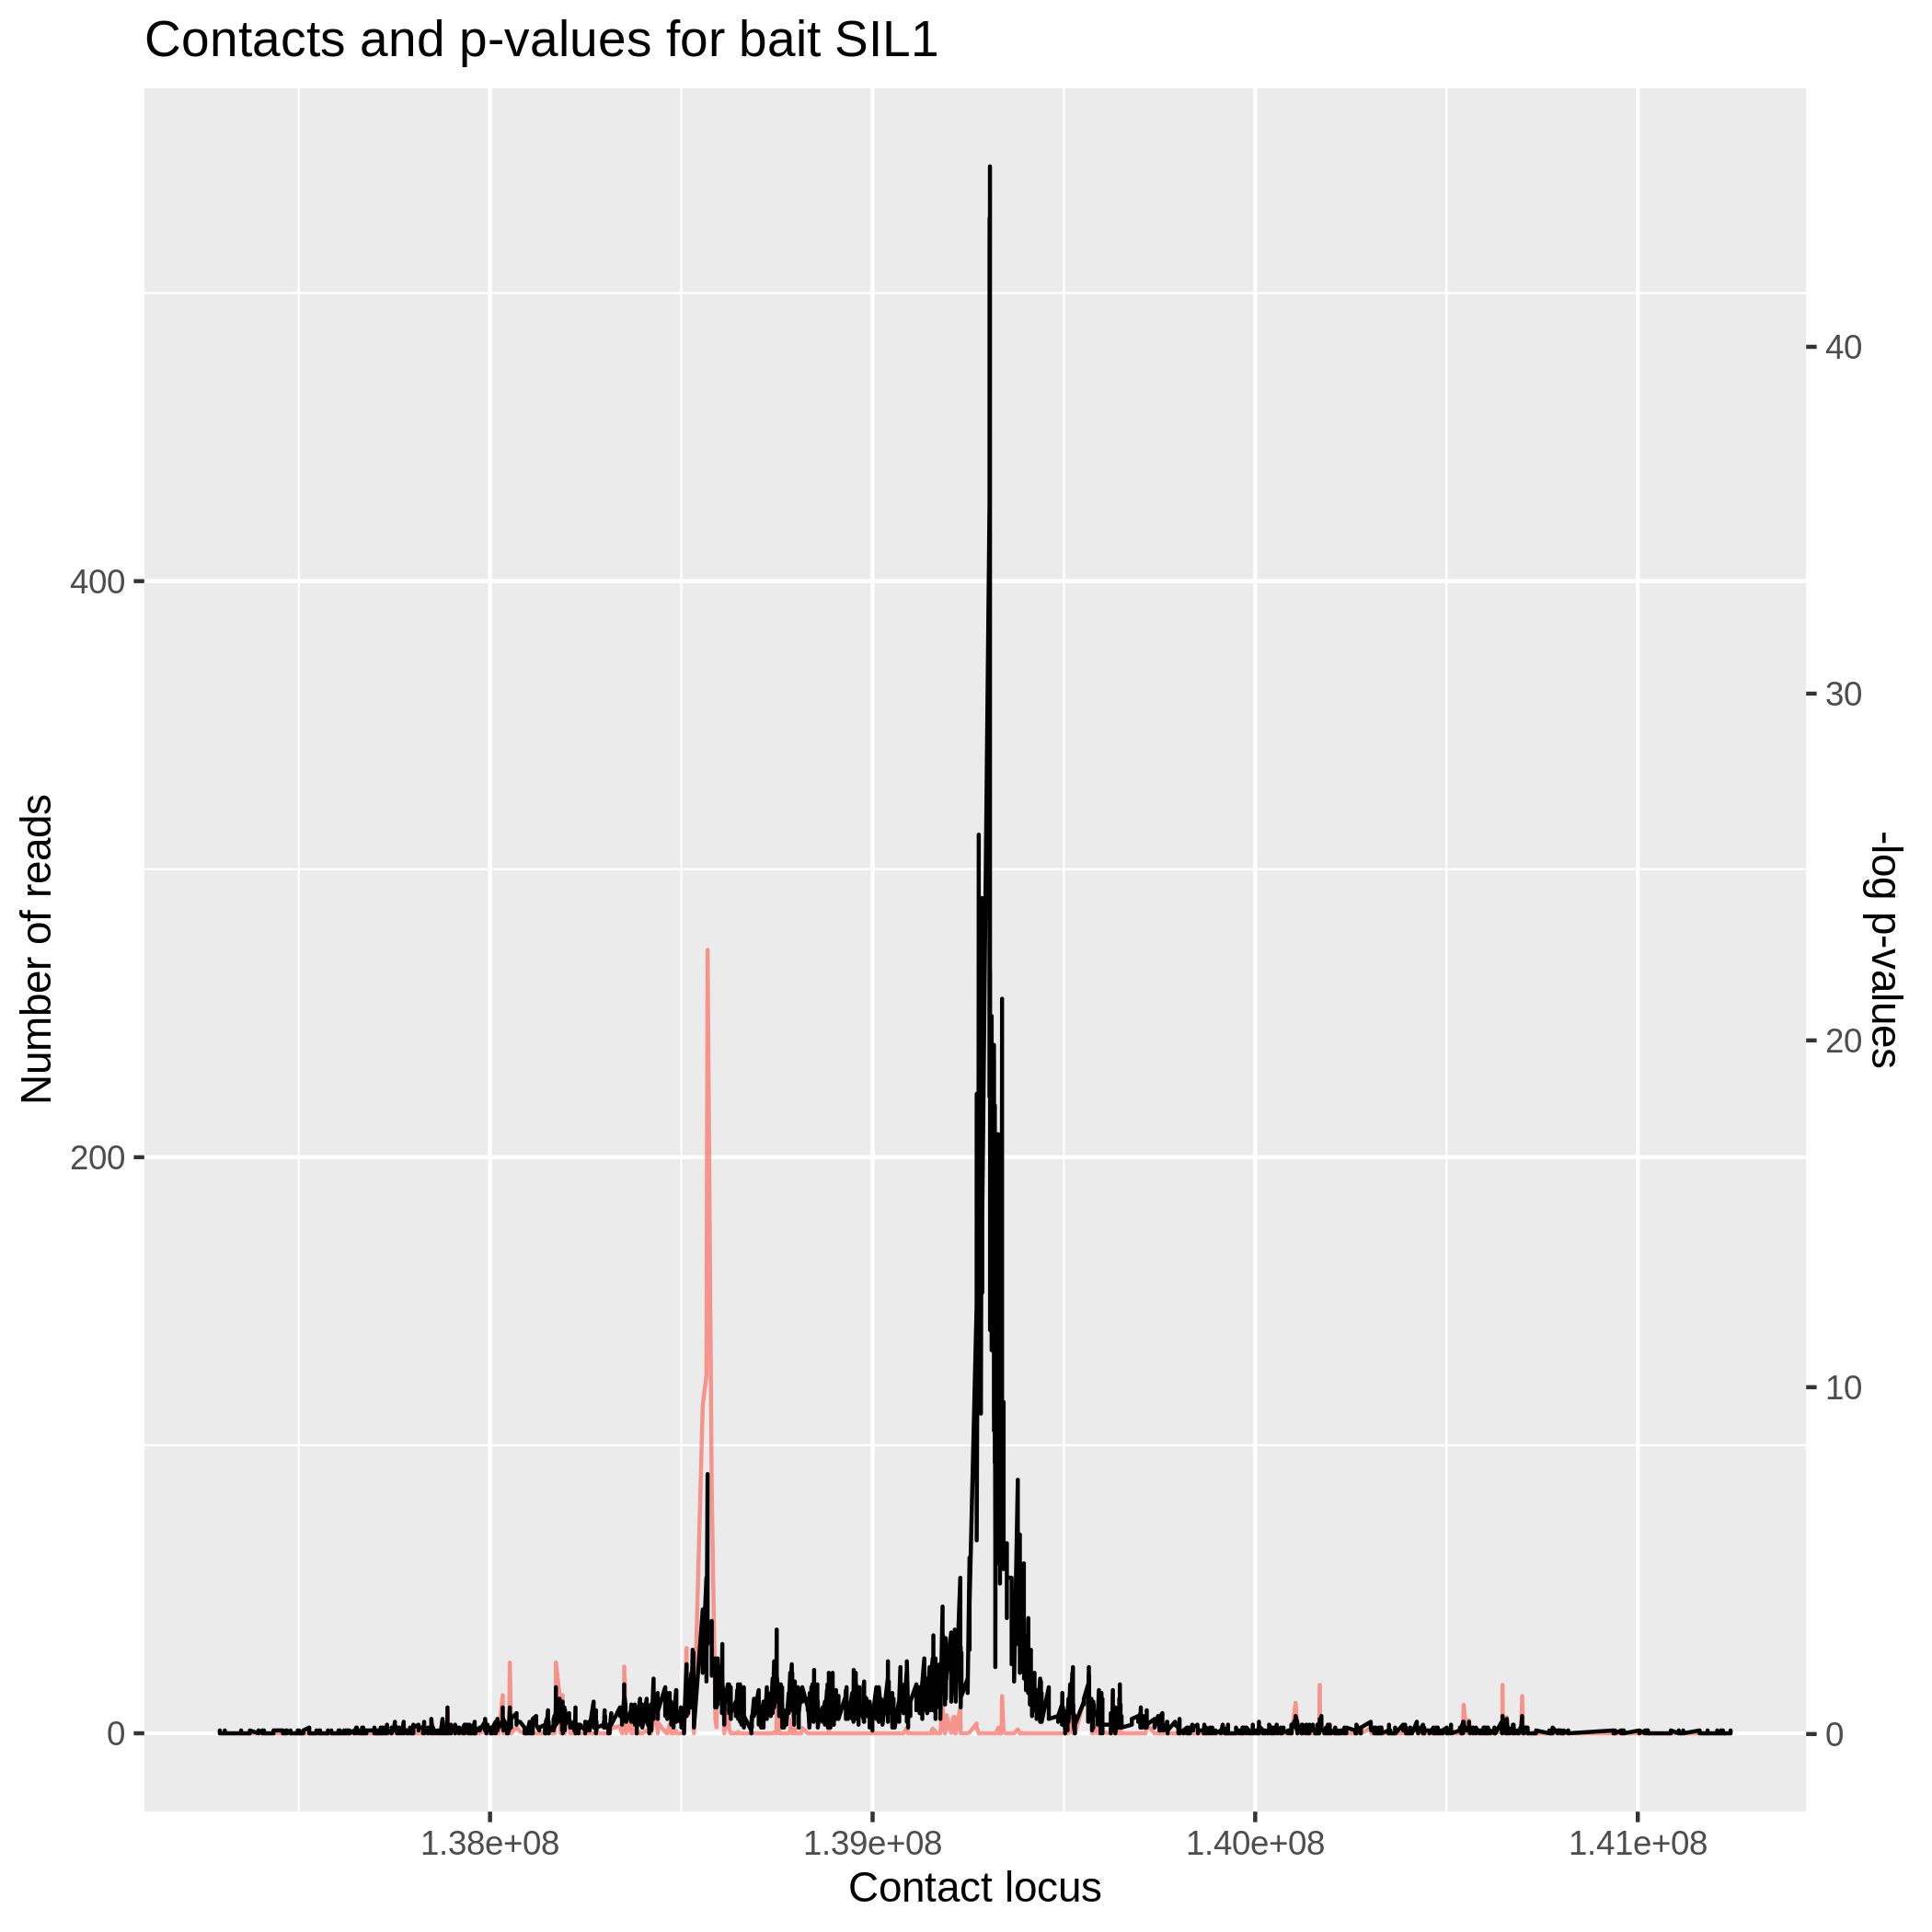 Contacts and p-values for bait SIL1
Number of reads
400
200
0
40
30
20
10
0
-log p-values
1.38e+08
1.39e+08
1.40e+08
1.41e+08
Contact locus